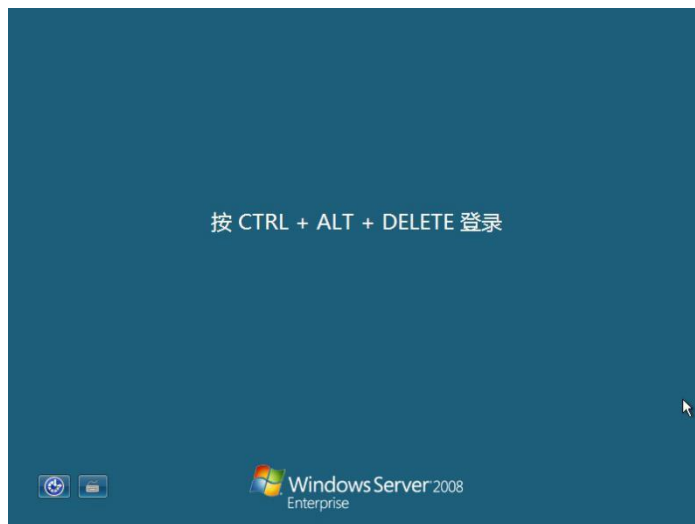 按 CTRL + ALT + DELETE 登录
Windows Server 2008
Enterprise